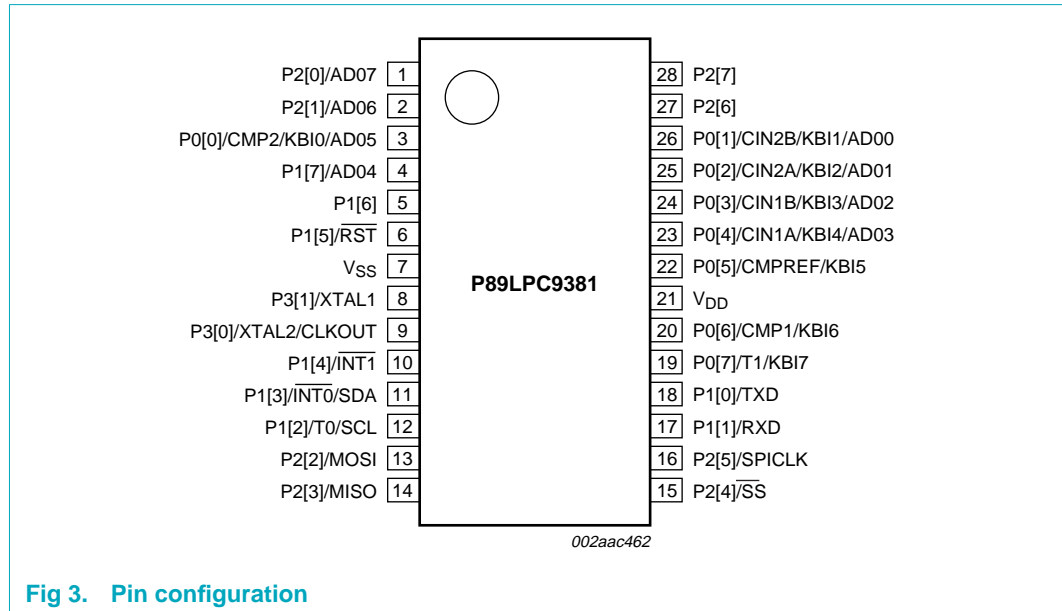 P2[0]/AD07 1 28 P2[7]
P2[1]/AD06 2 27 P2[6]
P0[0]/CMP2/KBI0/AD05 3 26 P0[1]/CIN2B/KBI1/AD00
P1[7]/AD04 4 25 P0[2]/CIN2A/KBI2/AD01
P1[6] 5 24 P0[3]/CIN1B/KBI3/AD02
P1[5]/R̅S̅T̅ 6 23 P0[4]/CIN1A/KBI4/AD03
VSS 7 22 P0[5]/CMPREF/KBI5
P89LPC9381
P3[1]/XTAL1 8 21 VDD
P3[0]/XTAL2/CLKOUT 9 20 P0[6]/CMP1/KBI6
P1[4]/I̅N̅T̅1̅ 10 19 P0[7]/T1/KBI7
P1[3]/I̅N̅T̅0̅/SDA 11 18 P1[0]/TXD
P1[2]/T0/SCL 12 17 P1[1]/RXD
P2[2]/MOSI 13 16 P2[5]/SPICLK
P2[3]/MISO 14 15 P2[4]/S̅S̅
002aac462
Fig 3. Pin configuration